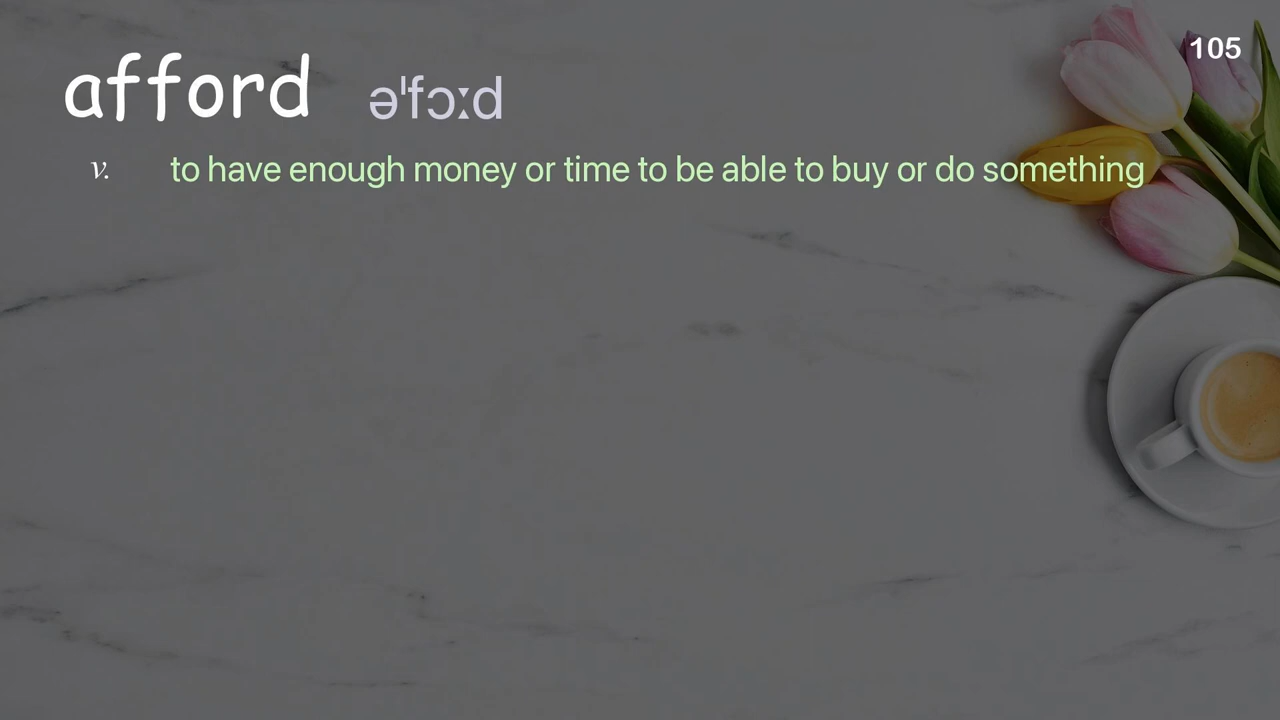 105
afford əˈfɔːd
v. to have enough money or time to be able to buy or do something